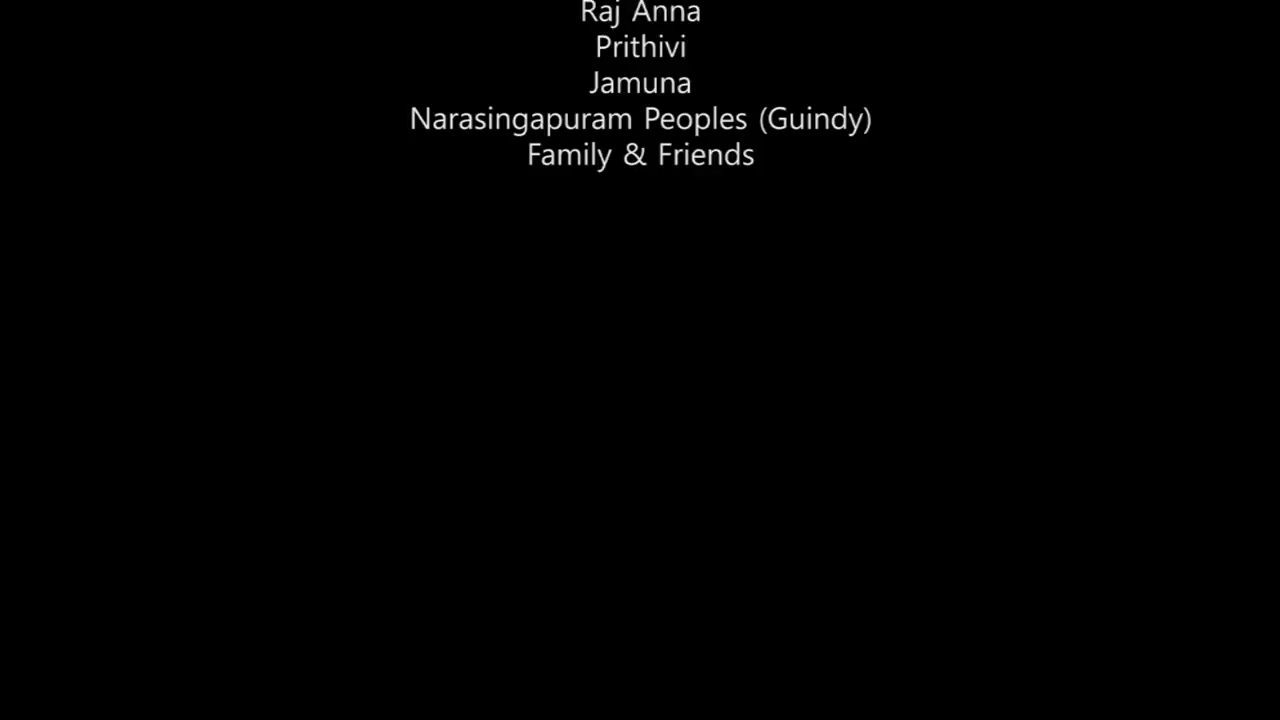 Raj Anna
Prithivi
Jamuna
Narasingapuram Peoples (Guindy)
Family & Friends